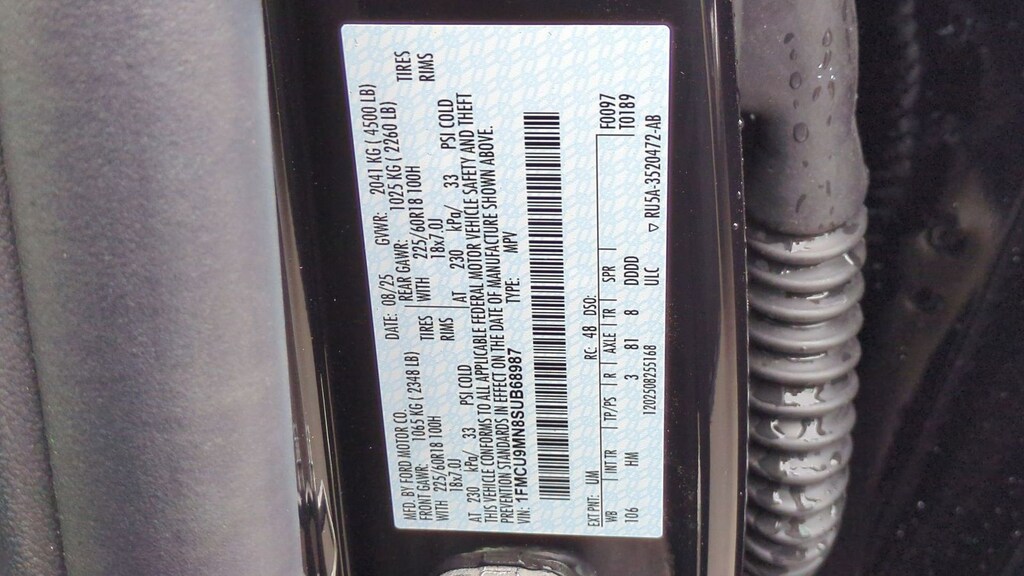 MFD. BY FORD MOTOR CO. DATE: 08/25 GVWR: 2041 KG ( 4500 LB)
FRONT GAWR: 1065 KG ( 2348 LB) REAR GAWR: 1025 KG ( 2260 LB)
WITH 225/60R18 100H TIRES WITH 225/60R18 100H TIRES
18x7.0J RIMS 18x7.0J RIMS
AT 230 kPa/ 33 PSI COLD AT 230 kPa/ 33 PSI COLD
THIS VEHICLE CONFORMS TO ALL APPLICABLE FEDERAL MOTOR VEHICLE SAFETY AND THEFT
PREVENTION STANDARDS IN EFFECT ON THE DATE OF MANUFACTURE SHOWN ABOVE.
VIN: 1FMCU9MN8SUB68987 TYPE: MPV
EXT PNT: UM RC: 48 DSO: F0097
WB INTR TP/PS R AXLE TR SPR T0189
106 HM 3 81 8 DDDD
120250825S168 ULC ▽ RU5A-3520472-AB